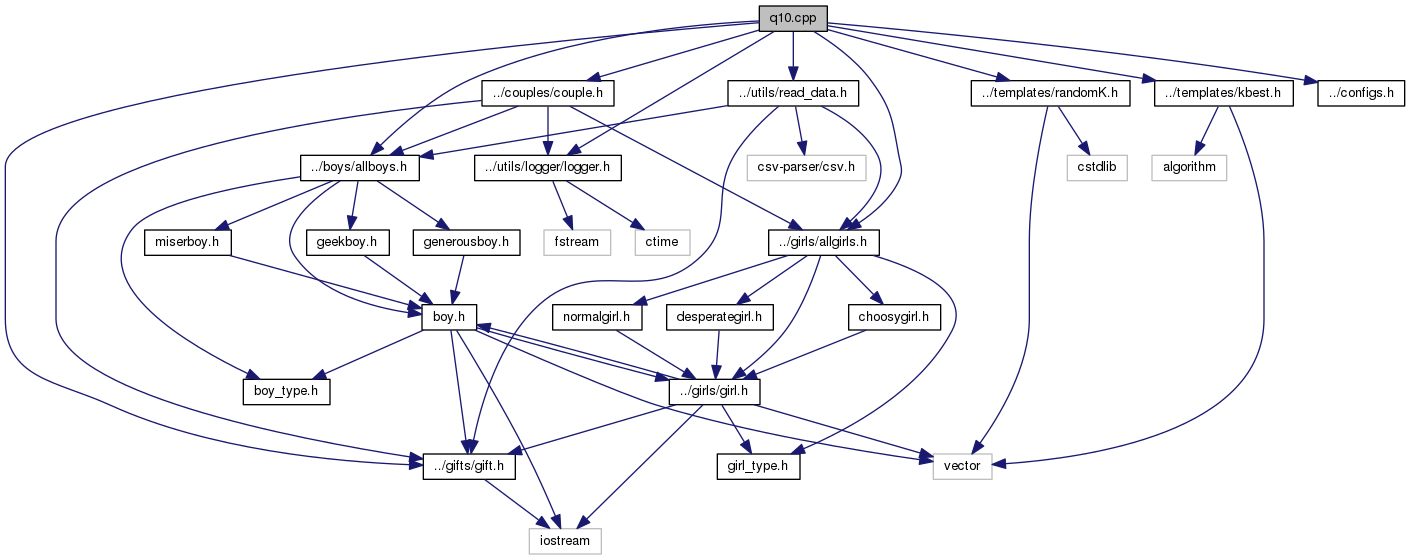 q10.cpp
../couples/couple.h
../utils/read_data.h
../templates/randomK.h
../templates/kbest.h
../configs.h
../boys/allboys.h
../utils/logger/logger.h
csv-parser/csv.h
cstdlib
algorithm
miserboy.h
geekboy.h
generousboy.h
fstream
ctime
../girls/allgirls.h
boy.h
normalgirl.h
desperategirl.h
choosygirl.h
boy_type.h
../girls/girl.h
../gifts/gift.h
girl_type.h
vector
iostream